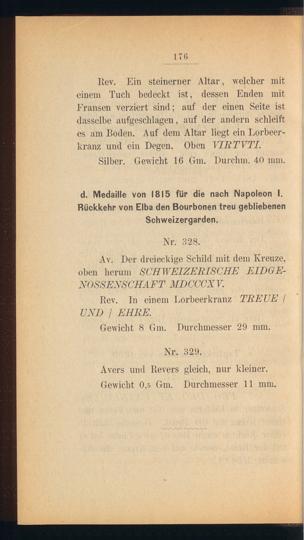 176
Rev. Ein steinerner Altar, welcher mit
einem Tuch bedeckt ist, dessen Enden mit
Fransen verziert sind; auf der einen Seite ist
dasselbe aufgeschlagen, auf der andern schleift
es am Boden. Auf dem Altar liegt ein Lorbeer-
kranz und ein Degen. Oben VIRTVTI.
Silber. Gewicht 16 Gm. Durchm. 40 mm.
d. Medaille von 1815 für die nach Napoleon I.
Rückkehr von Elba den Bourbonen treu gebliebenen
Schweizergarden.
Nr. 328.
Av. Der dreieckige Schild mit dem Kreuze,
oben herum SCHWEIZERISCHE EIDGE-
NOSSENSCHAFT MDCCCXV.
Rev. In einem Lorbeerkranz TREUE /
UND / EHRE.
Gewicht 8 Gm. Durchmesser 29 mm.
Nr. 329.
Avers und Revers gleich, nur kleiner.
Gewicht 0,5 Gm. Durchmesser 11 mm.